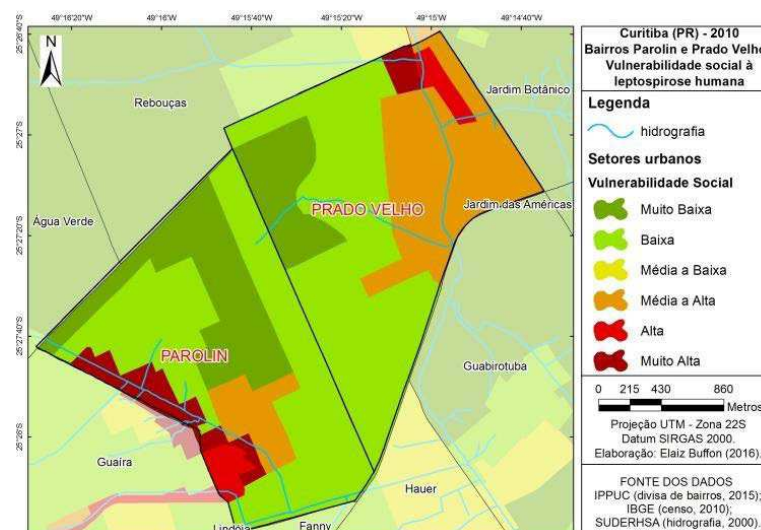 49°16'20"W
49°15'40"W
49°15'20"W
49°15'W
49°14'40"W
25°26'40"S
25°27'S
25°27'20"S
25°27'40"S
25°28'S
N
Rebouças
Jardim Botânico
Água Verde
PRADO VELHO
Jardim das Américas
PAROLIN
Guabirotuba
Guaíra
Hauer
Lindóia
Fanny
Curitiba (PR) - 2010
Bairros Parolin e Prado Velho
Vulnerabilidade social à
leptospirose humana
Legenda
hidrografia
Setores urbanos
Vulnerabilidade Social
Muito Baixa
Baixa
Média a Baixa
Média a Alta
Alta
Muito Alta
0 215 430 860
Metros
Projeção UTM - Zona 22S
Datum SIRGAS 2000.
Elaboração: Elaiz Buffon (2016).
FONTE DOS DADOS
IPPUC (divisa de bairros, 2015);
IBGE (censo, 2010);
SUDERHSA (hidrografia, 2000).